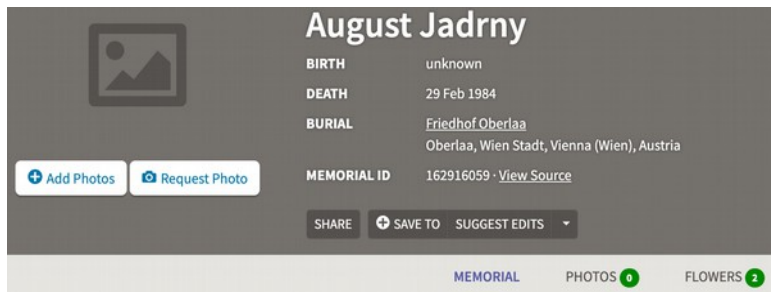 August Jadrny
BIRTH unknown
DEATH 29 Feb 1984
BURIAL Friedhof Oberlaa
Oberlaa, Wien Stadt, Vienna (Wien), Austria
Add Photos Request Photo
MEMORIAL ID 162916059 · View Source
SHARE SAVE TO SUGGEST EDITS
MEMORIAL PHOTOS 0 FLOWERS 2